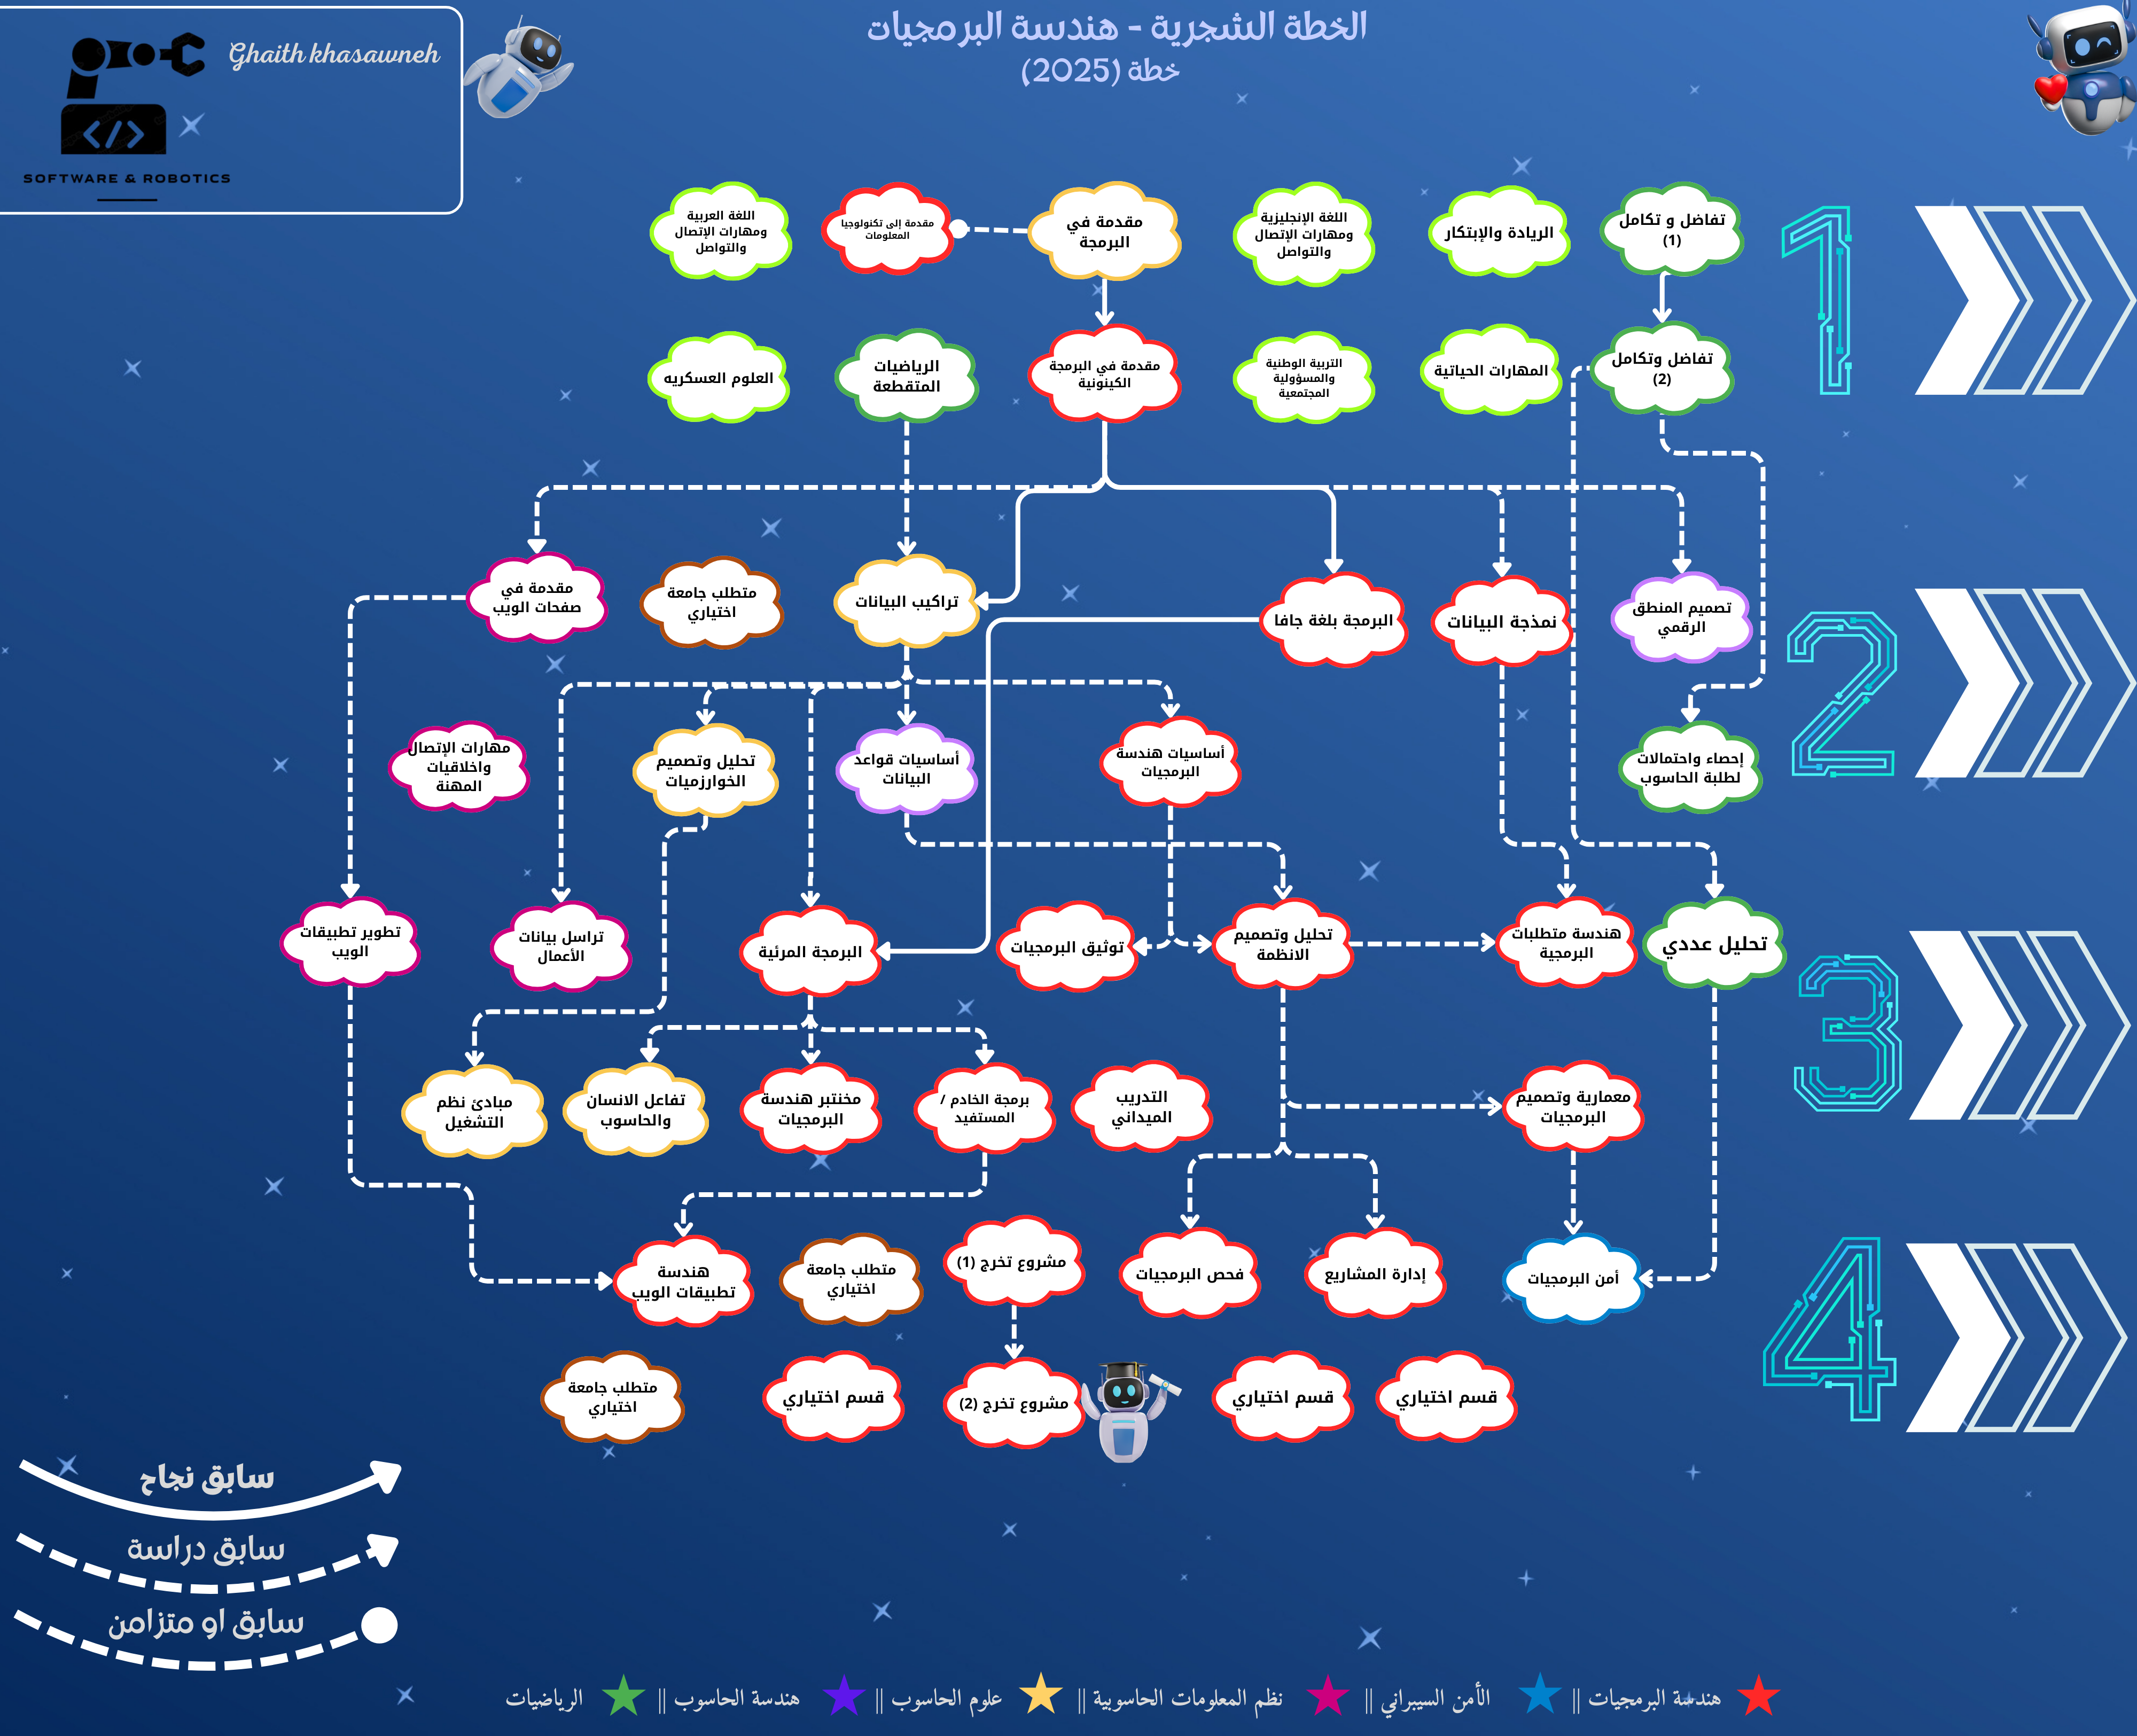 Ghaith khasawneh
SOFTWARE & ROBOTICS
الخطة الشجرية - هندسة البرمجيات
خطة (2025)
1
تفاضل و تكامل
(1)
الريادة والإبتكار
اللغة الإنجليزية
ومهارات الإتصال
والتواصل
مقدمة في
البرمجة
مقدمة إلى تكنولوجيا
المعلومات
اللغة العربية
ومهارات الإتصال
والتواصل
تفاضل وتكامل
(2)
المهارات الحياتية
التربية الوطنية
والمسؤولية
المجتمعية
مقدمة في البرمجة
الكينونية
الرياضيات
المتقطعة
العلوم العسكريه
2
تصميم المنطق
الرقمي
نمذجة البيانات
البرمجة بلغة جافا
تراكيب البيانات
متطلب جامعة
اختياري
مقدمة في
صفحات الويب
إحصاء واحتمالات
لطلبة الحاسوب
أساسيات هندسة
البرمجيات
أساسيات قواعد
البيانات
تحليل وتصميم
الخوارزميات
مهارات الإتصال
واخلاقيات
المهنة
3
تحليل عددي
هندسة متطلبات
البرمجية
تحليل وتصميم
الانظمة
توثيق البرمجيات
البرمجة المرئية
تراسل بيانات
الأعمال
تطوير تطبيقات
الويب
معمارية وتصميم
البرمجيات
التدريب
الميداني
برمجة الخادم /
المستفيد
مختبر هندسة
البرمجيات
تفاعل الانسان
والحاسوب
مبادئ نظم
التشغيل
4
أمن البرمجيات
إدارة المشاريع
فحص البرمجيات
مشروع تخرج (1)
متطلب جامعة
اختياري
هندسة
تطبيقات الويب
قسم اختياري
قسم اختياري
مشروع تخرج (2)
قسم اختياري
متطلب جامعة
اختياري
سابق نجاح
سابق دراسة
سابق او متزامن
هندسة البرمجيات || الأمن السيبراني || نظم المعلومات الحاسوبية || علوم الحاسوب || هندسة الحاسوب || الرياضيات